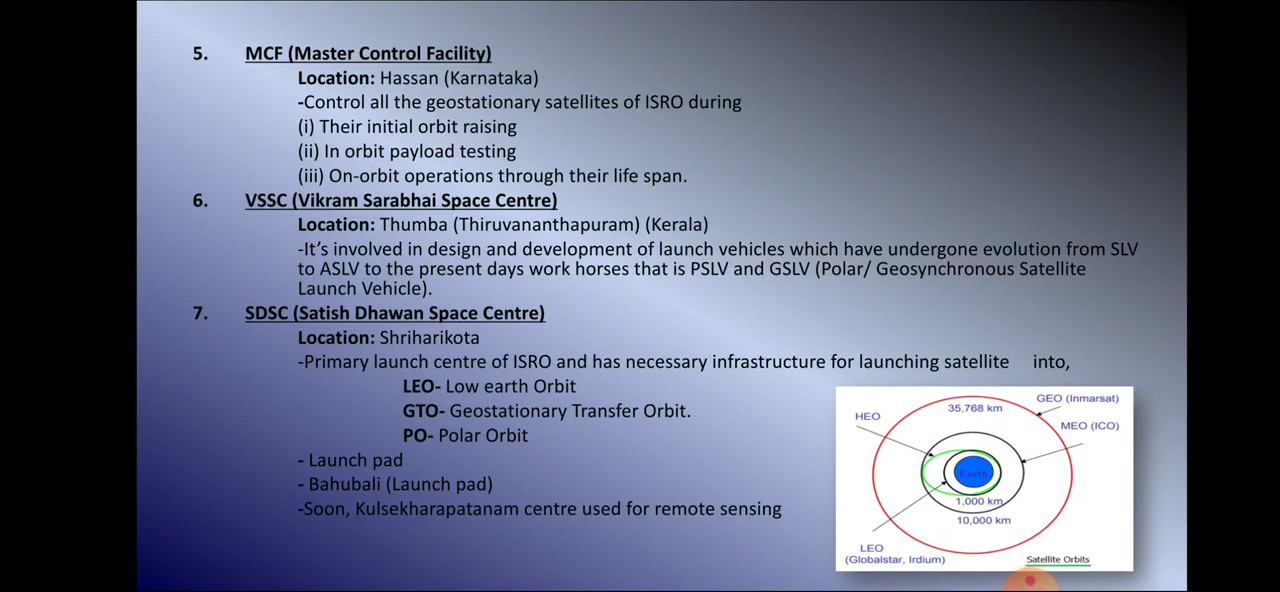 5. MCF (Master Control Facility)
Location: Hassan (Karnataka)
-Control all the geostationary satellites of ISRO during
(i) Their initial orbit raising
(ii) In orbit payload testing
(iii) On-orbit operations through their life span.
6. VSSC (Vikram Sarabhai Space Centre)
Location: Thumba (Thiruvananthapuram) (Kerala)
-It's involved in design and development of launch vehicles which have undergone evolution from SLV
to ASLV to the present days work horses that is PSLV and GSLV (Polar/ Geosynchronous Satellite
Launch Vehicle).
7. SDSC (Satish Dhawan Space Centre)
Location: Shriharikota
-Primary launch centre of ISRO and has necessary infrastructure for launching satellite into,
LEO- Low earth Orbit
GTO- Geostationary Transfer Orbit.
PO- Polar Orbit
- Launch pad
- Bahubali (Launch pad)
-Soon, Kulsekharapatanam centre used for remote sensing
GEO (Inmarsat)
35,768 km
HEO
MEO (ICO)
Earth
1,000 km
10,000 km
LEO
(Globalstar, Irdium)
Satellite Orbits